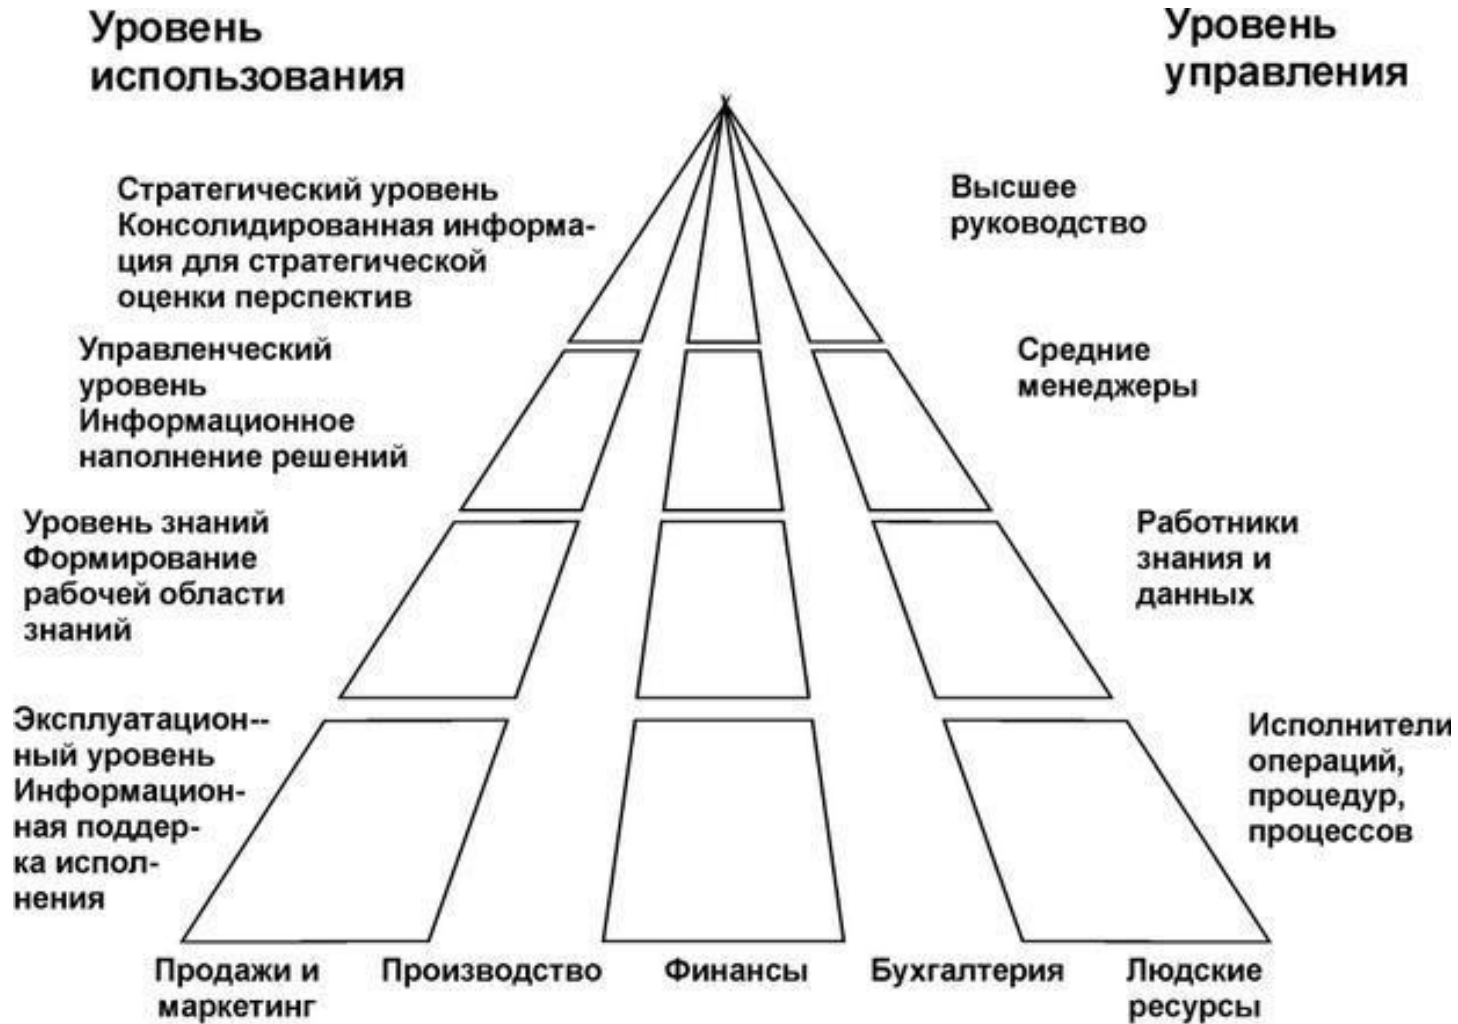 Уровень
использования
Уровень
управления
Стратегический уровень
Консолидированная информа-
ция для стратегической
оценки перспектив
Высшее
руководство
Управленческий
уровень
Информационное
наполнение решений
Средние
менеджеры
Уровень знаний
Формирование
рабочей области
знаний
Работники
знания и
данных
Эксплуатацион--
ный уровень
Информацион-
ная поддер-
ка испол-
нения
Исполнители
операций,
процедур,
процессов
Продажи и
маркетинг
Производство
Финансы
Бухгалтерия
Людские
ресурсы